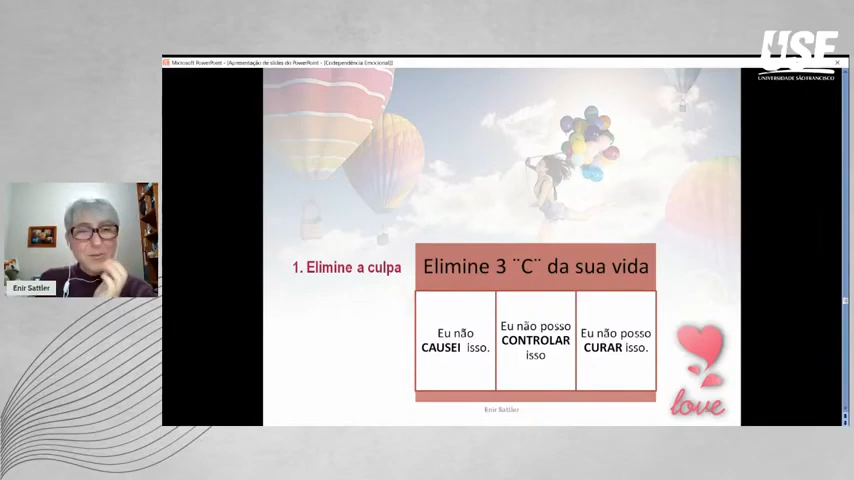 USF
UNIVERSIDADE SÃO FRANCISCO
Microsoft PowerPoint - [Apresentação de slides do PowerPoint - [Codependência Emocional]]
1. Elimine a culpa
Elimine 3 ¨C¨ da sua vida
Eu não
CAUSEI isso.
Eu não posso
CONTROLAR
isso
Eu não posso
CURAR isso.
love
Enir Sattler
Enir Sattler